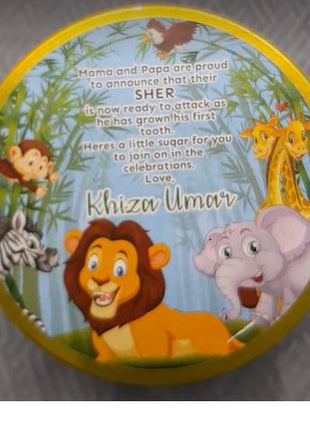 Mama and Papa are proud
to announce that their
SHER
is now ready to attack as
he has grown his first
tooth.
Heres a little sugar for you
to join on in the
celebrations.
Love,
Khiza Umar